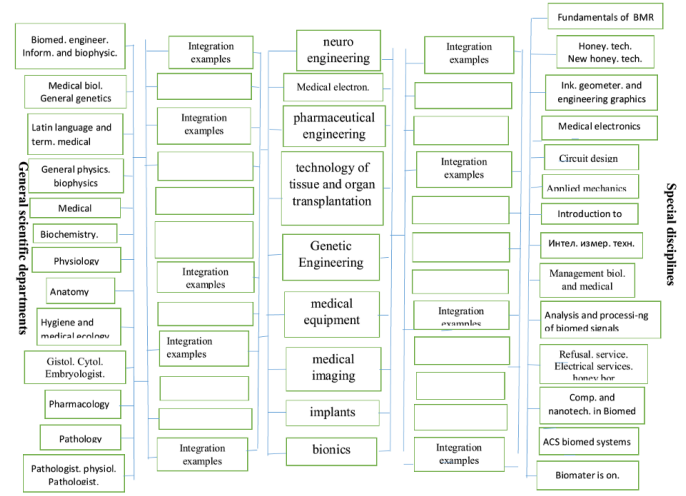 General scientific departments
Biomed. engineer.
Inform. and biophysic.
Medical biol.
General genetics
Latin language and
term. medical
General physics.
biophysics
Medical
Biochemistry.
Physiology
Anatomy
Hygiene and
medical ecology
Gistol. Cytol.
Embryologist.
Pharmacology
Pathology
Pathologist. physiol.
Pathologist.
Integration
examples
Integration
examples
Integration
examples
Integration
examples
Integration
examples
neuro
engineering
Medical electron.
pharmaceutical
engineering
technology of
tissue and organ
transplantation
Genetic
Engineering
medical
equipment
medical
imaging
implants
bionics
Integration
examples
Integration
examples
Integration
examples
Integration
examples
Fundamentals of BMR
Honey. tech.
New honey. tech.
Ink. geometer. and
engineering graphics
Medical electronics
Circuit design
Applied mechanics
Introduction to
Интел. измер. техн.
Management biol.
and medical
Analysis and processi-ng
of biomed signals
Refusal. service.
Electrical services.
honey bor
Comp. and
nanotech. in Biomed
ACS biomed systems
Biomater is on.
Special disciplines